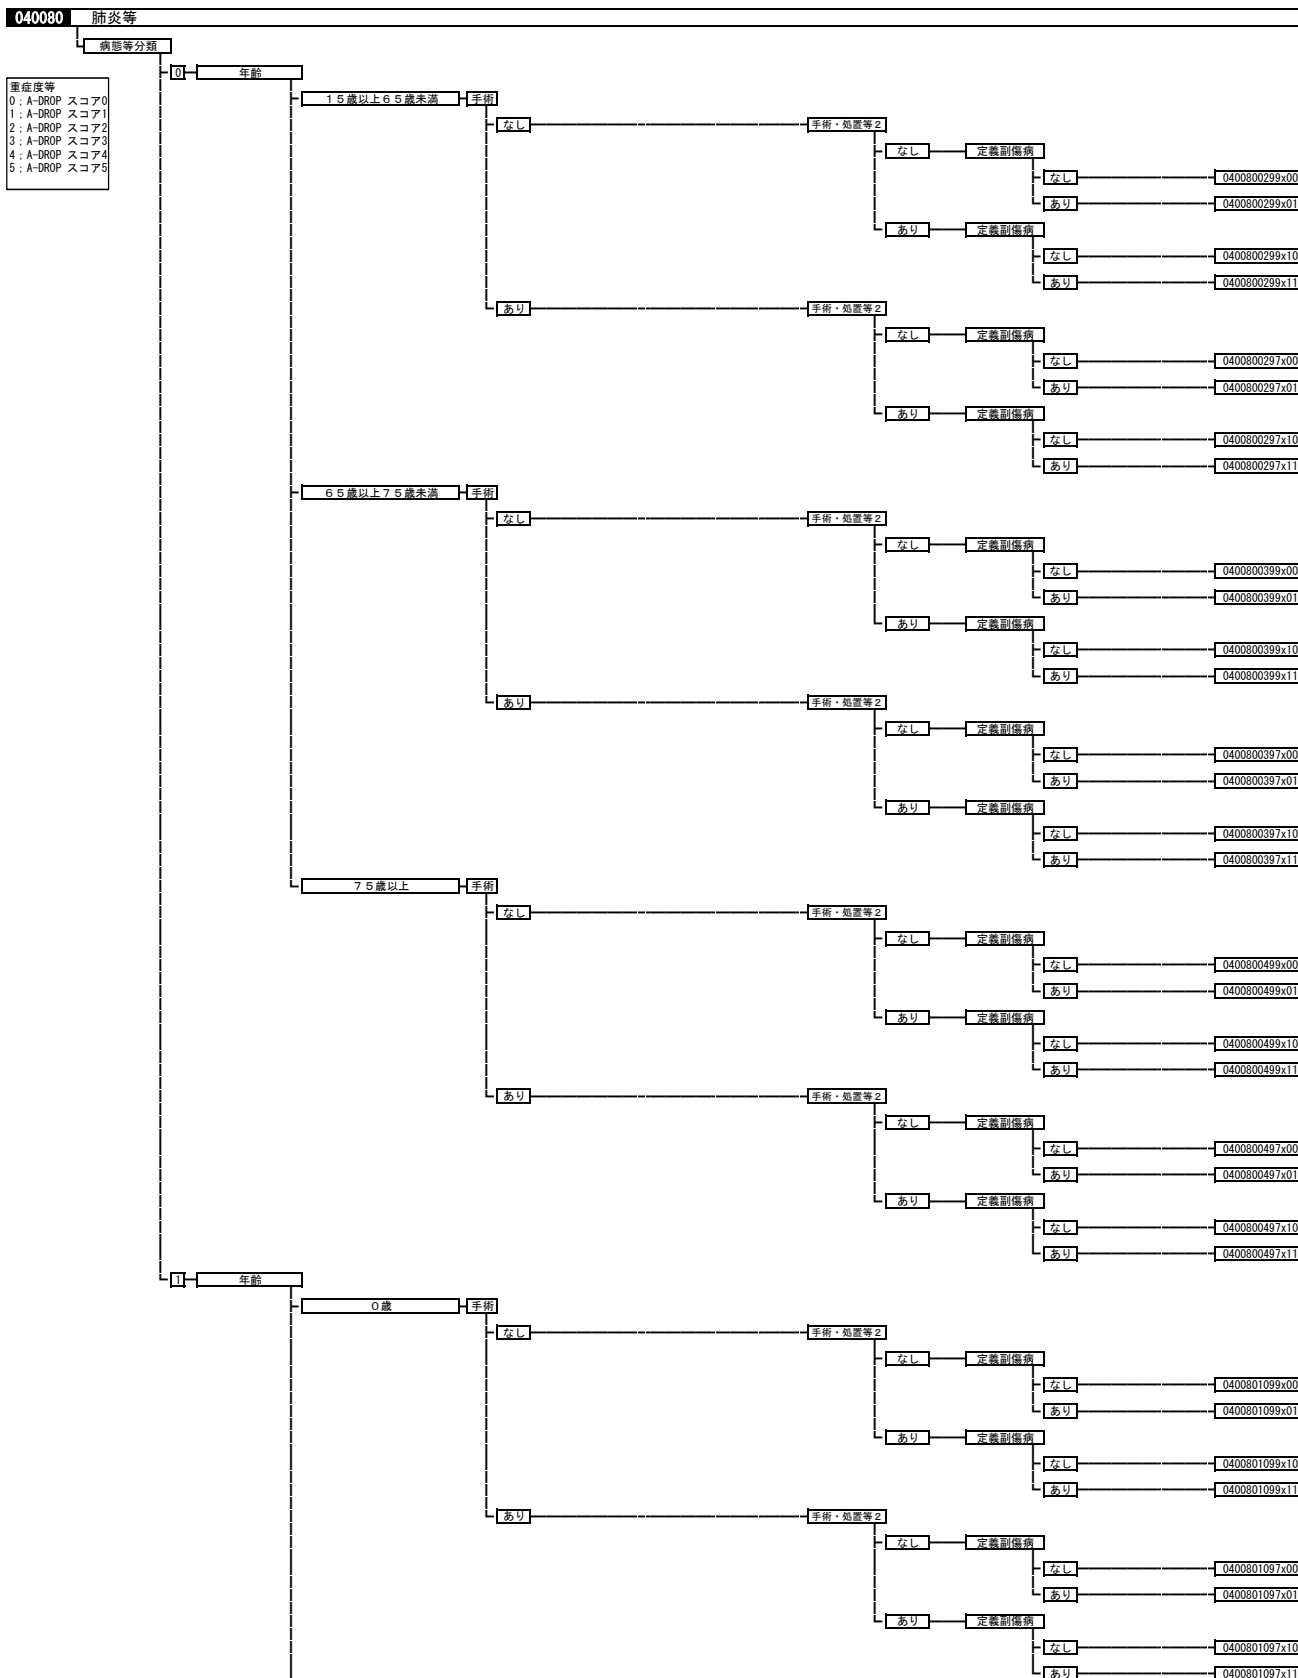 040080 肺炎等
病態等分類
0 年齢
重症度等
0 ; A-DROP スコア0
1 ; A-DROP スコア1
2 ; A-DROP スコア2
3 ; A-DROP スコア3
4 ; A-DROP スコア4
5 ; A-DROP スコア5
15歳以上65歳未満 手術
なし 手術・処置等2
なし 定義副傷病
なし 0400800299x00
あり 0400800299x01
あり 定義副傷病
なし 0400800299x10
あり 0400800299x11
あり 手術・処置等2
なし 定義副傷病
なし 0400800297x00
あり 0400800297x01
あり 定義副傷病
なし 0400800297x10
あり 0400800297x11
65歳以上75歳未満 手術
なし 手術・処置等2
なし 定義副傷病
なし 0400800399x00
あり 0400800399x01
あり 定義副傷病
なし 0400800399x10
あり 0400800399x11
あり 手術・処置等2
なし 定義副傷病
なし 0400800397x00
あり 0400800397x01
あり 定義副傷病
なし 0400800397x10
あり 0400800397x11
75歳以上 手術
なし 手術・処置等2
なし 定義副傷病
なし 0400800499x00
あり 0400800499x01
あり 定義副傷病
なし 0400800499x10
あり 0400800499x11
あり 手術・処置等2
なし 定義副傷病
なし 0400800497x00
あり 0400800497x01
あり 定義副傷病
なし 0400800497x10
あり 0400800497x11
1 年齢
0歳 手術
なし 手術・処置等2
なし 定義副傷病
なし 0400801099x00
あり 0400801099x01
あり 定義副傷病
なし 0400801099x10
あり 0400801099x11
あり 手術・処置等2
なし 定義副傷病
なし 0400801097x00
あり 0400801097x01
あり 定義副傷病
なし 0400801097x10
あり 0400801097x11